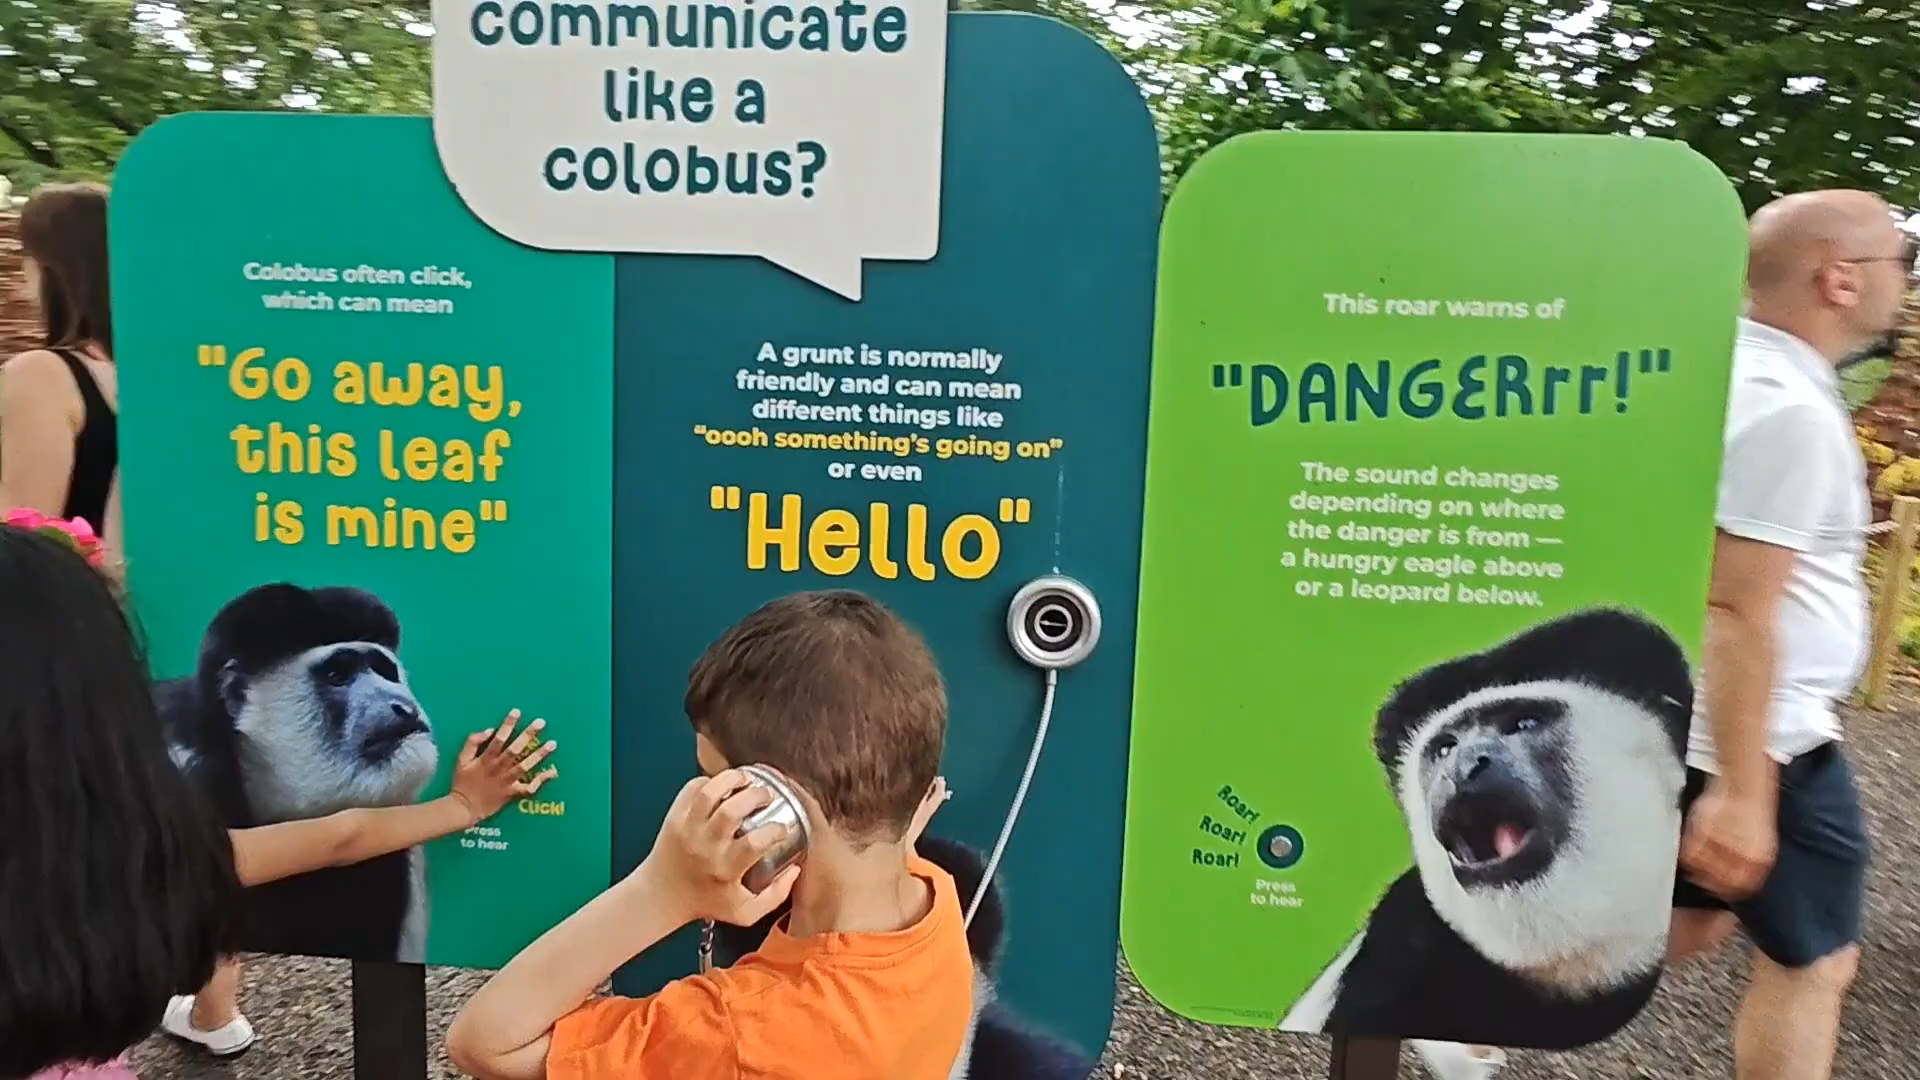 communicate
like a
colobus?
Colobus often click,
which can mean
"Go away,
this leaf
is mine"
Click!
Press
to hear
A grunt is normally
friendly and can mean
different things like
“oooh something's going on”
or even
"Hello"
This roar warns of
"DANGERrr!"
The sound changes
depending on where
the danger is from —
a hungry eagle above
or a leopard below.
Roar!
Roar!
Roar!
Press
to hear